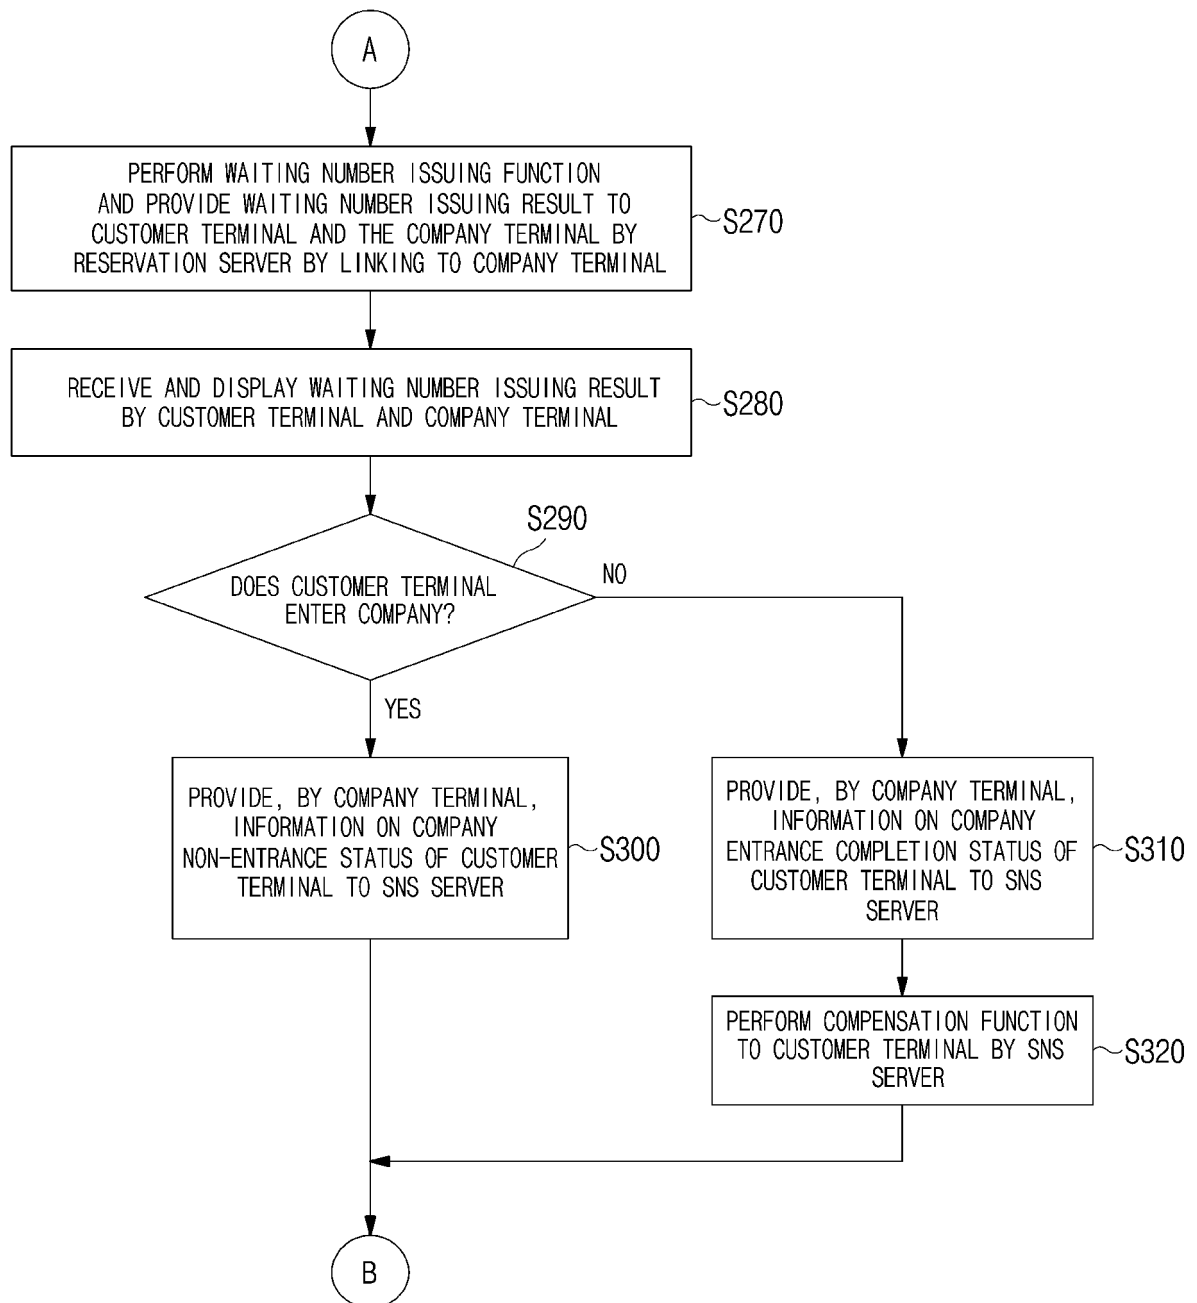 A
PERFORM WAITING NUMBER ISSUING FUNCTION
AND PROVIDE WAITING NUMBER ISSUING RESULT TO
CUSTOMER TERMINAL AND THE COMPANY TERMINAL BY
RESERVATION SERVER BY LINKING TO COMPANY TERMINAL
S270
RECEIVE AND DISPLAY WAITING NUMBER ISSUING RESULT
BY CUSTOMER TERMINAL AND COMPANY TERMINAL
S280
S290
DOES CUSTOMER TERMINAL
ENTER COMPANY?
NO
YES
PROVIDE, BY COMPANY TERMINAL,
INFORMATION ON COMPANY
NON-ENTRANCE STATUS OF CUSTOMER
TERMINAL TO SNS SERVER
S300
PROVIDE, BY COMPANY TERMINAL,
INFORMATION ON COMPANY
ENTRANCE COMPLETION STATUS OF
CUSTOMER TERMINAL TO SNS
SERVER
S310
PERFORM COMPENSATION FUNCTION
TO CUSTOMER TERMINAL BY SNS
SERVER
S320
B